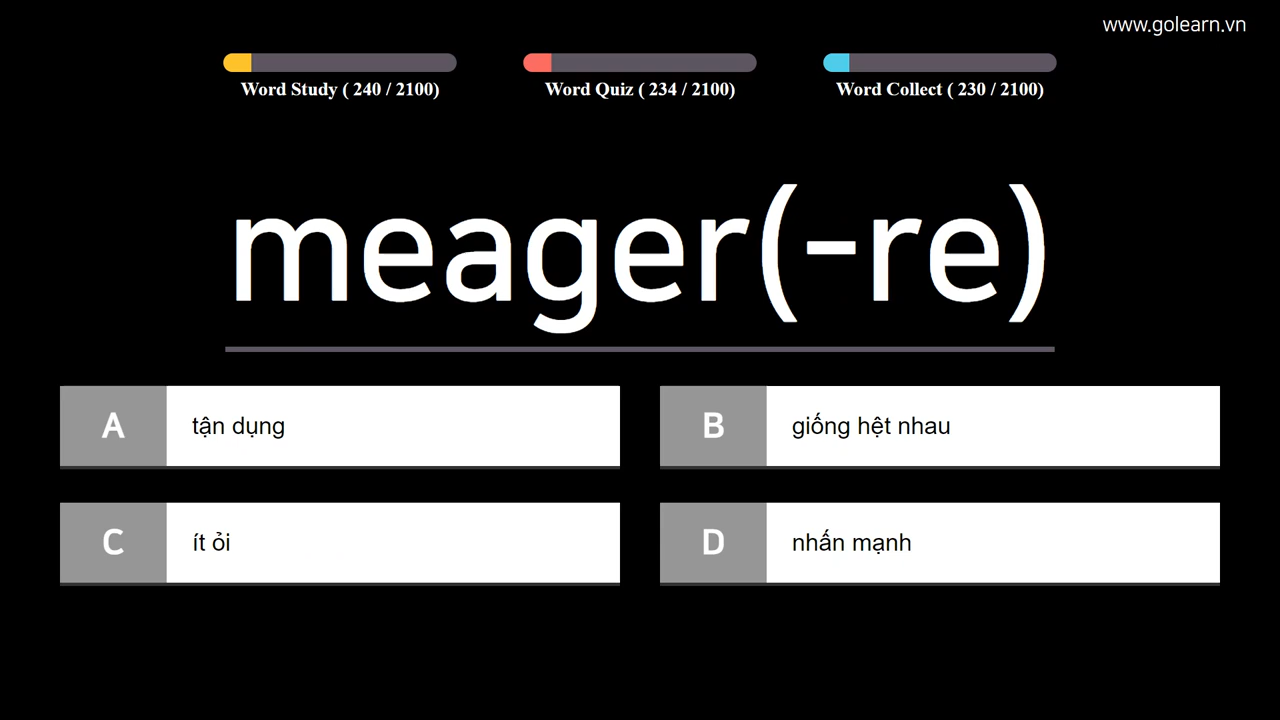 www.golearn.vn
Word Study ( 240 / 2100)
Word Quiz ( 234 / 2100)
Word Collect ( 230 / 2100)
meager(-re)
A tận dụng
B giống hệt nhau
C ít ỏi
D nhấn mạnh